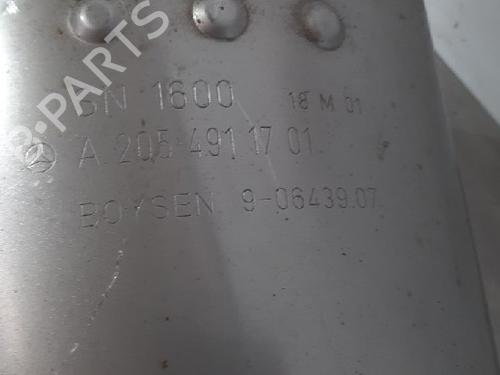 B-PARTS
BN 1600 18 M 01
A 205 491 17 01
BOYSEN 9-06439.07